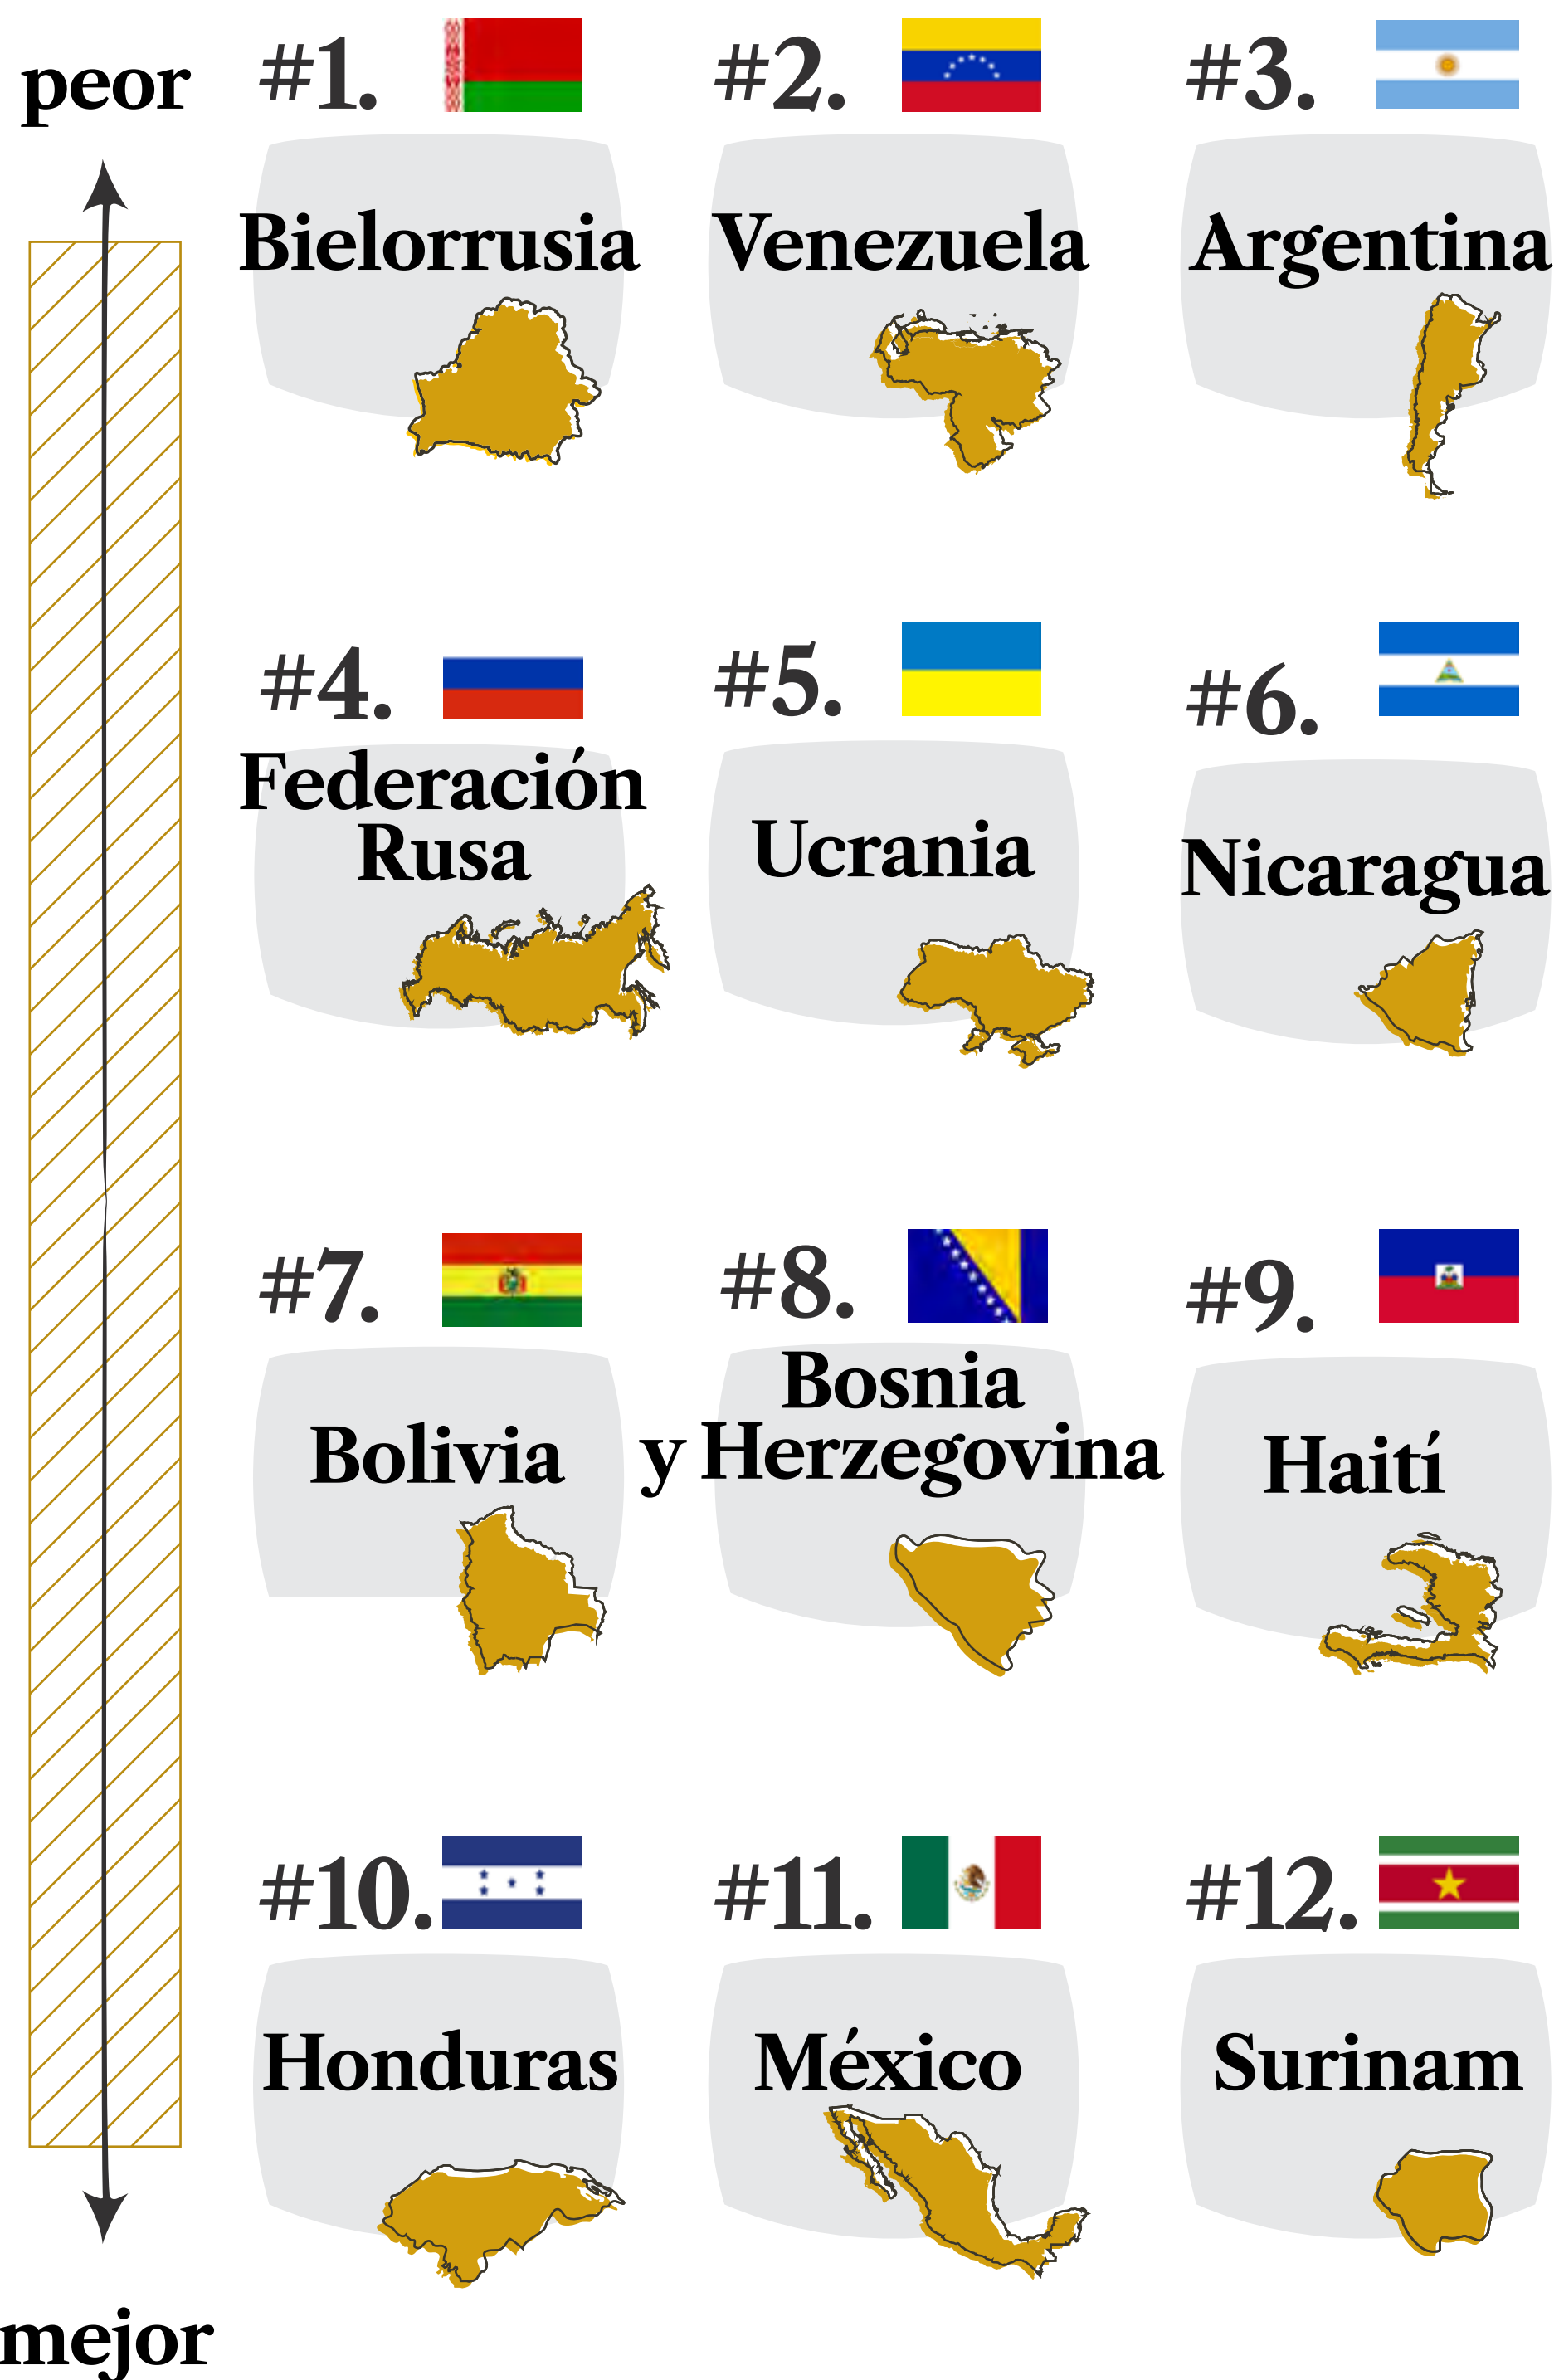 peor
#1.
#2.
#3.
Bielorrusia
Venezuela
Argentina
#4.
#5.
#6.
Federación
Rusa
Ucrania
Nicaragua
#7.
#8.
#9.
Bolivia
Bosnia
y Herzegovina
Haití
#10.
#11.
#12.
Honduras
México
Surinam
mejor